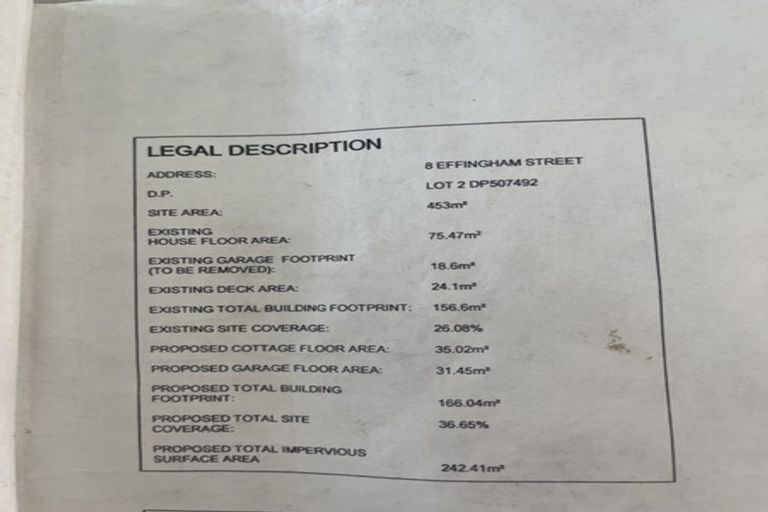 LEGAL DESCRIPTION
ADDRESS: 8 EFFINGHAM STREET
D.P. LOT 2 DP507492
SITE AREA: 453m²
EXISTING
HOUSE FLOOR AREA: 75.47m²
EXISTING GARAGE FOOTPRINT
(TO BE REMOVED): 18.6m²
EXISTING DECK AREA: 24.1m²
EXISTING TOTAL BUILDING FOOTPRINT: 156.6m²
EXISTING SITE COVERAGE: 26.08%
PROPOSED COTTAGE FLOOR AREA: 35.02m²
PROPOSED GARAGE FLOOR AREA: 31.45m²
PROPOSED TOTAL BUILDING
FOOTPRINT: 166.04m²
PROPOSED TOTAL SITE
COVERAGE: 36.65%
PROPOSED TOTAL IMPERVIOUS
SURFACE AREA 242.41m²